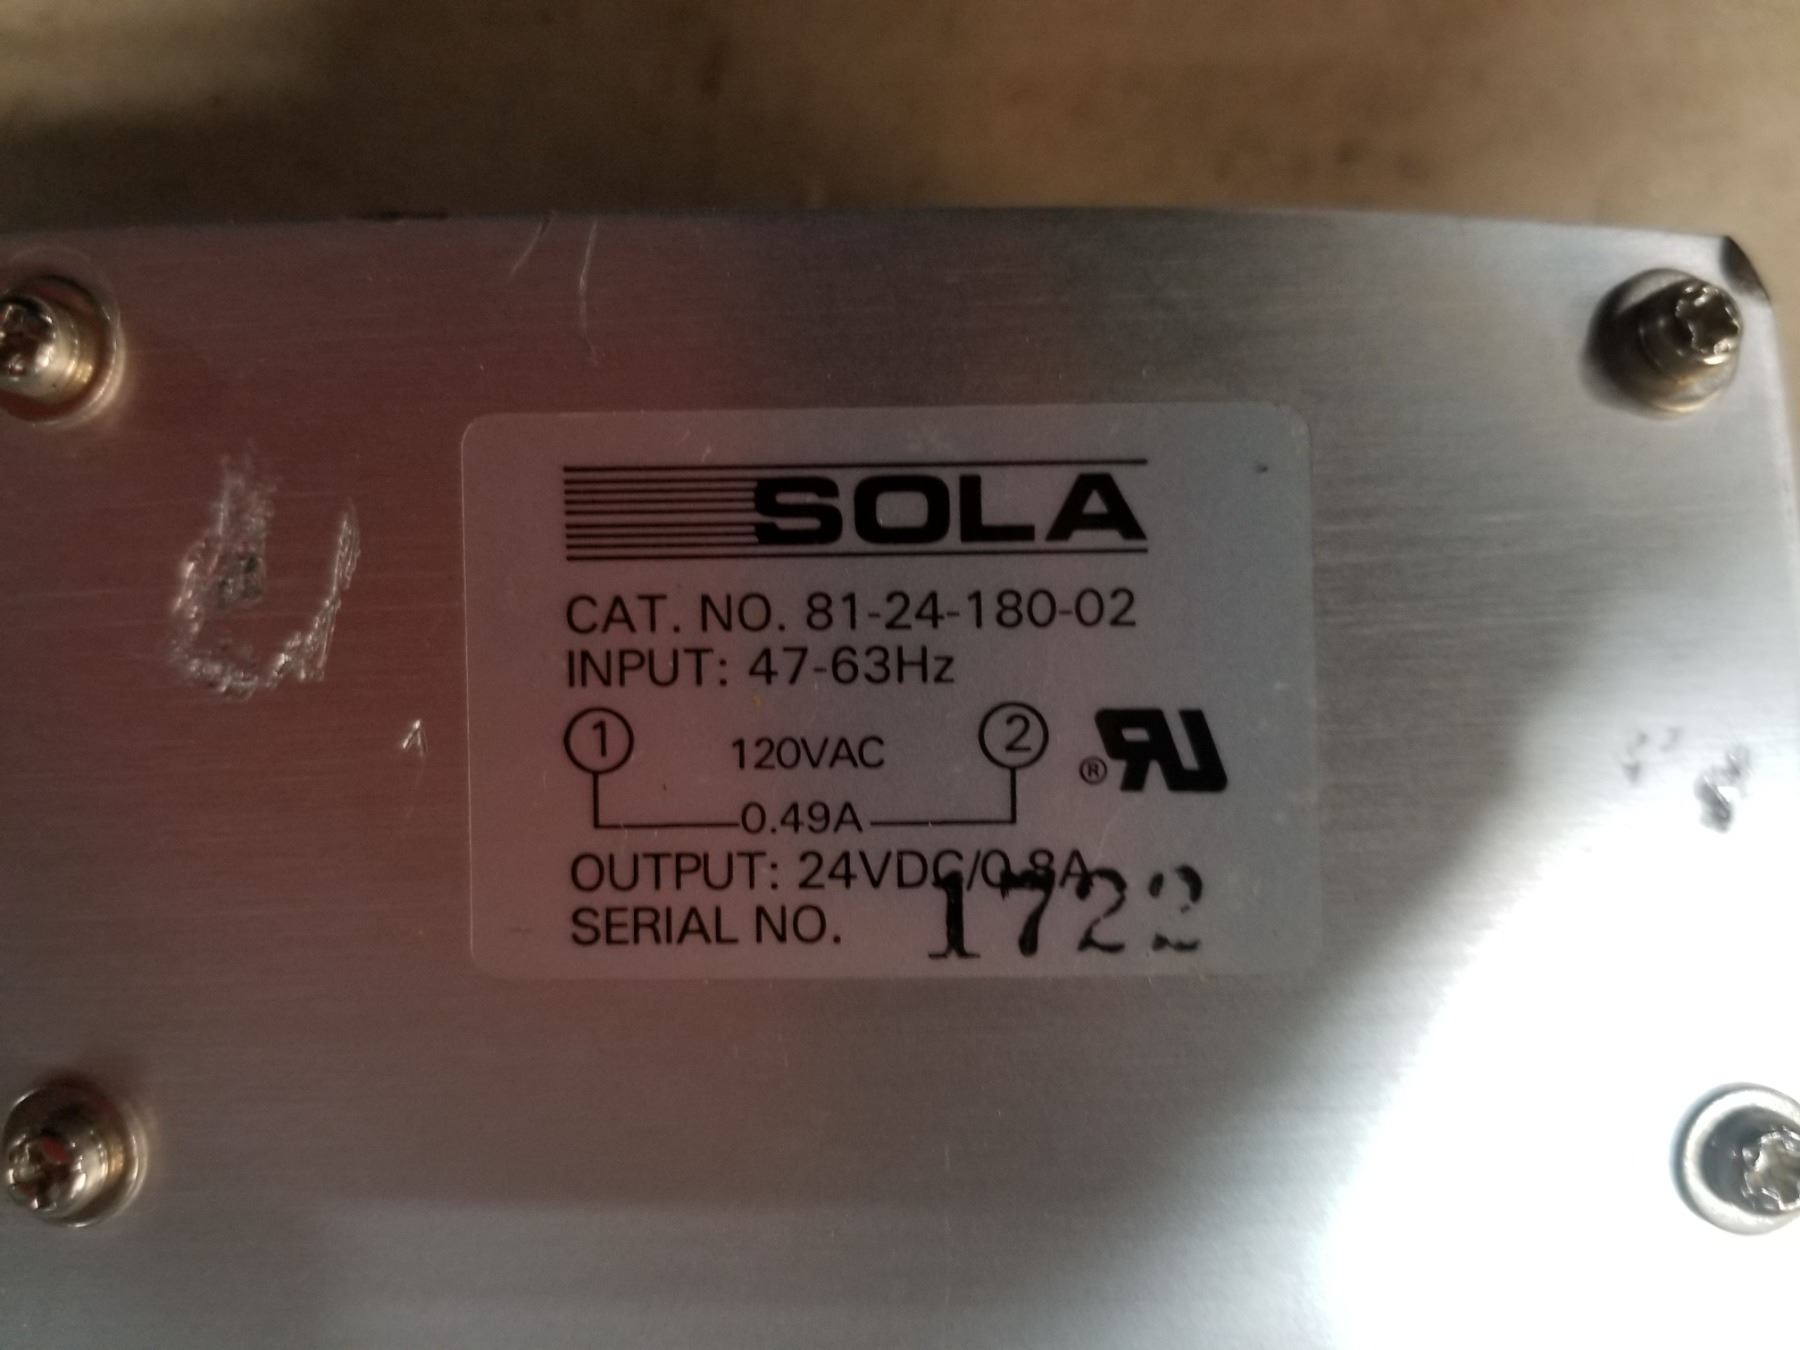 SOLA
CAT. NO. 81-24-180-02
INPUT: 47-63Hz
1 120VAC 2
0.49A
® RU
OUTPUT: 24VDC/0.8A
SERIAL NO. 1722